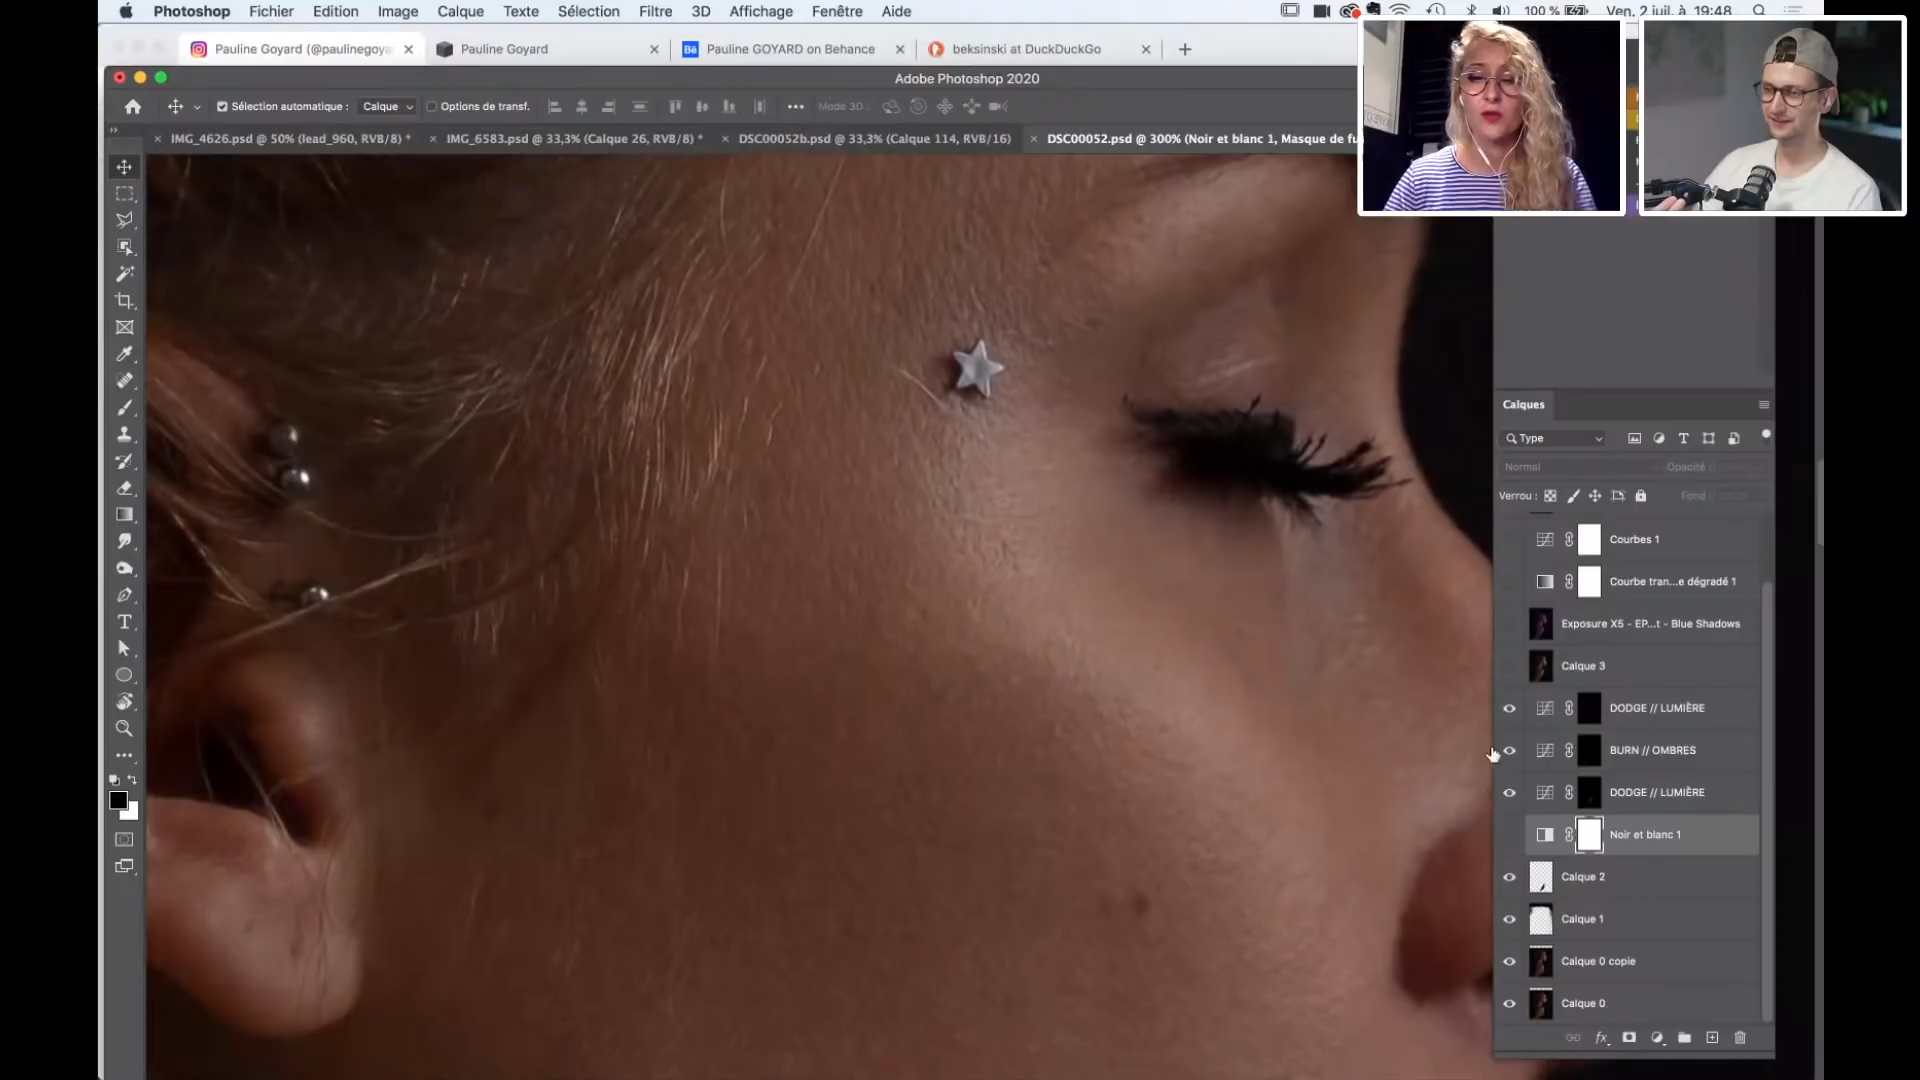 Photoshop Fichier Edition Image Calque Texte Sélection Filtre 3D Affichage Fenêtre Aide 100 % Ven. 2 juil. à 19:48
Pauline Goyard (@paulinegoya Pauline Goyard Pauline GOYARD on Behance beksinski at DuckDuckGo
Adobe Photoshop 2020
Sélection automatique : Calque Options de transf. Mode 3D :
IMG_4626.psd @ 50% (lead_960, RVB/8) * IMG_6583.psd @ 33,3% (Calque 26, RVB/8) * DSC00052b.psd @ 33,3% (Calque 114, RVB/16) DSC00052.psd @ 300% (Noir et blanc 1, Masque de fu
Calques
Type
Normal Opacité :
Verrou : Fond :
Courbes 1
Courbe tran...e dégradé 1
Exposure X5 - EP...t - Blue Shadows
Calque 3
DODGE // LUMIÈRE
BURN // OMBRES
DODGE // LUMIÈRE
Noir et blanc 1
Calque 2
Calque 1
Calque 0 copie
Calque 0